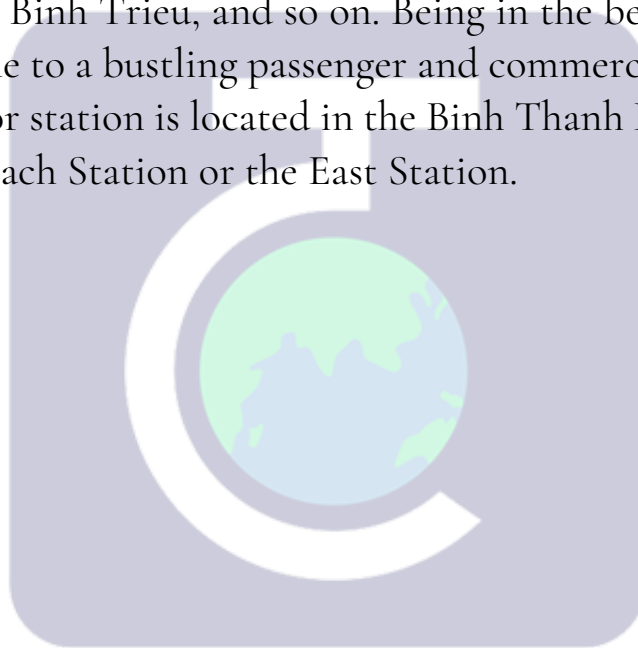 Binh Trieu, and so on. Being in the be
e to a bustling passenger and commerc
or station is located in the Binh Thanh
ach Station or the East Station.